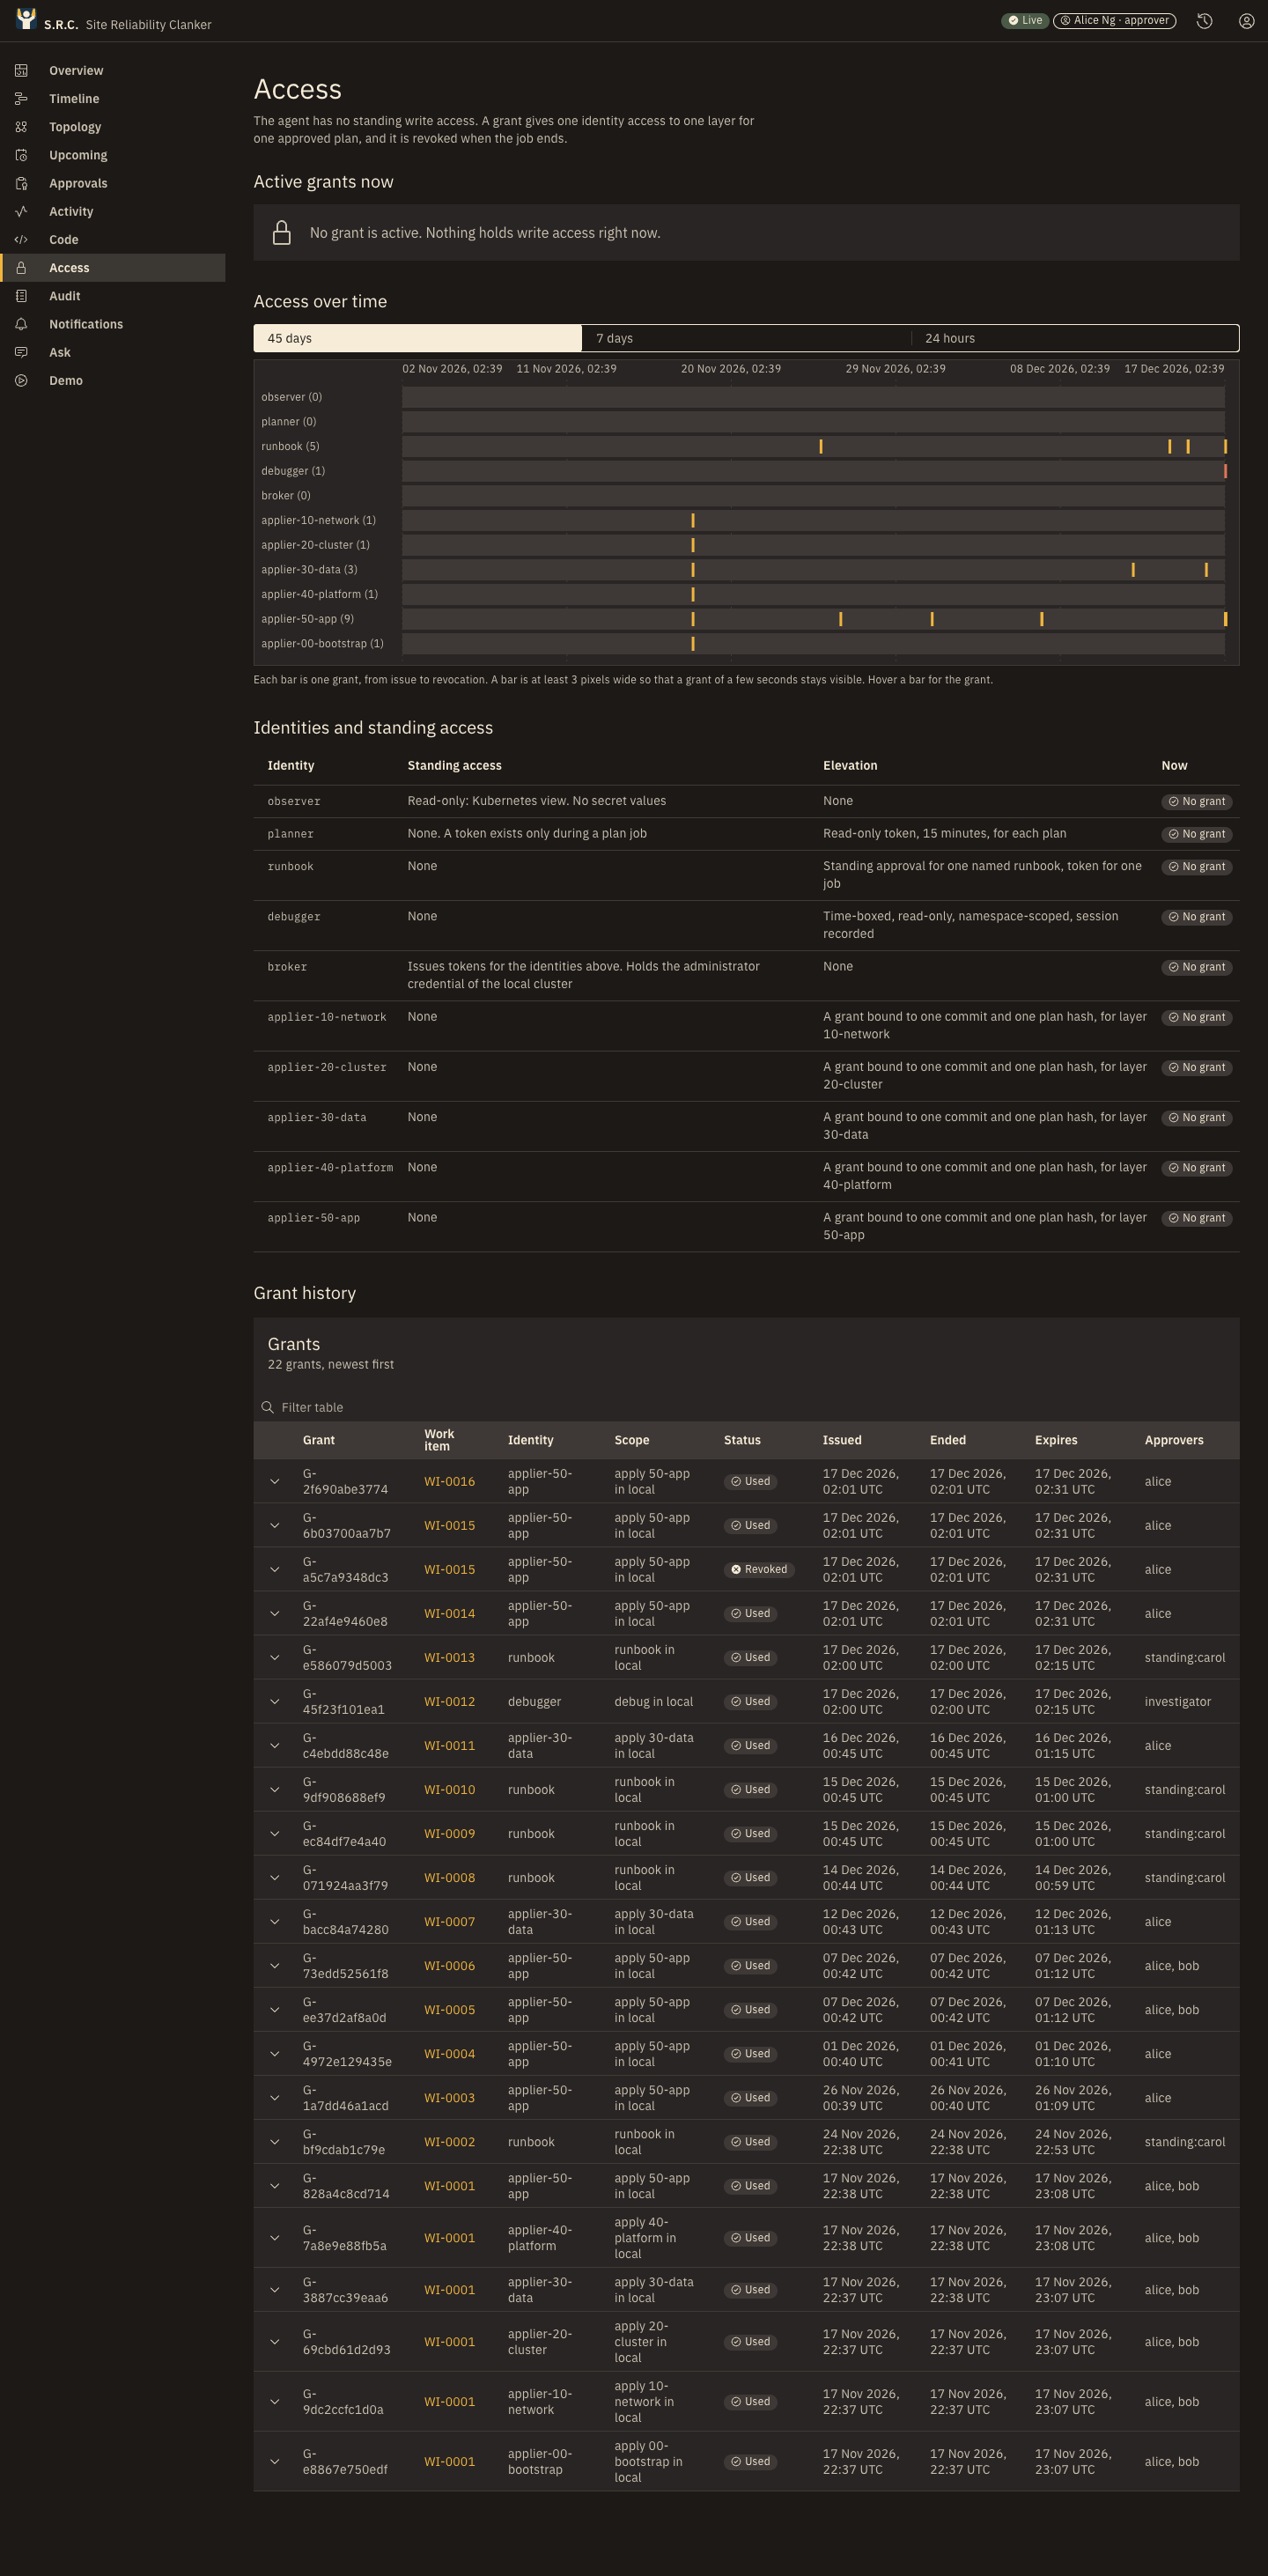 S.R.C. Site Reliability Clanker
Live
Alice Ng · approver
Overview
Timeline
Topology
Upcoming
Approvals
Activity
Code
Access
Audit
Notifications
Ask
Demo
Access
The agent has no standing write access. A grant gives one identity access to one layer for
one approved plan, and it is revoked when the job ends.
Active grants now
No grant is active. Nothing holds write access right now.
Access over time
45 days 7 days 24 hours
02 Nov 2026, 02:39 11 Nov 2026, 02:39 20 Nov 2026, 02:39 29 Nov 2026, 02:39 08 Dec 2026, 02:39 17 Dec 2026, 02:39
observer (0)
planner (0)
runbook (5)
debugger (1)
broker (0)
applier-10-network (1)
applier-20-cluster (1)
applier-30-data (3)
applier-40-platform (1)
applier-50-app (9)
applier-00-bootstrap (1)
Each bar is one grant, from issue to revocation. A bar is at least 3 pixels wide so that a grant of a few seconds stays visible. Hover a bar for the grant.
Identities and standing access
Identity Standing access Elevation Now
observer Read-only: Kubernetes view. No secret values None No grant
planner None. A token exists only during a plan job Read-only token, 15 minutes, for each plan No grant
runbook None Standing approval for one named runbook, token for one No grant
job
debugger None Time-boxed, read-only, namespace-scoped, session No grant
recorded
broker Issues tokens for the identities above. Holds the administrator None No grant
credential of the local cluster
applier-10-network None A grant bound to one commit and one plan hash, for layer No grant
10-network
applier-20-cluster None A grant bound to one commit and one plan hash, for layer No grant
20-cluster
applier-30-data None A grant bound to one commit and one plan hash, for layer No grant
30-data
applier-40-platform None A grant bound to one commit and one plan hash, for layer No grant
40-platform
applier-50-app None A grant bound to one commit and one plan hash, for layer No grant
50-app
Grant history
Grants
22 grants, newest first
Filter table
Grant Work item Identity Scope Status Issued Ended Expires Approvers
G-2f690abe3774 WI-0016 applier-50-app apply 50-app in local Used 17 Dec 2026, 02:01 UTC 17 Dec 2026, 02:01 UTC 17 Dec 2026, 02:31 UTC alice
G-6b03700aa7b7 WI-0015 applier-50-app apply 50-app in local Used 17 Dec 2026, 02:01 UTC 17 Dec 2026, 02:01 UTC 17 Dec 2026, 02:31 UTC alice
G-a5c7a9348dc3 WI-0015 applier-50-app apply 50-app in local Revoked 17 Dec 2026, 02:01 UTC 17 Dec 2026, 02:01 UTC 17 Dec 2026, 02:31 UTC alice
G-22af4e9460e8 WI-0014 applier-50-app apply 50-app in local Used 17 Dec 2026, 02:01 UTC 17 Dec 2026, 02:01 UTC 17 Dec 2026, 02:31 UTC alice
G-e586079d5003 WI-0013 runbook runbook in local Used 17 Dec 2026, 02:00 UTC 17 Dec 2026, 02:00 UTC 17 Dec 2026, 02:15 UTC standing:carol
G-45f23f101ea1 WI-0012 debugger debug in local Used 17 Dec 2026, 02:00 UTC 17 Dec 2026, 02:00 UTC 17 Dec 2026, 02:15 UTC investigator
G-c4ebdd88c48e WI-0011 applier-30-data apply 30-data in local Used 16 Dec 2026, 00:45 UTC 16 Dec 2026, 00:45 UTC 16 Dec 2026, 01:15 UTC alice
G-9df908688ef9 WI-0010 runbook runbook in local Used 15 Dec 2026, 00:45 UTC 15 Dec 2026, 00:45 UTC 15 Dec 2026, 01:00 UTC standing:carol
G-ec84df7e4a40 WI-0009 runbook runbook in local Used 15 Dec 2026, 00:45 UTC 15 Dec 2026, 00:45 UTC 15 Dec 2026, 01:00 UTC standing:carol
G-071924aa3f79 WI-0008 runbook runbook in local Used 14 Dec 2026, 00:44 UTC 14 Dec 2026, 00:44 UTC 14 Dec 2026, 00:59 UTC standing:carol
G-bacc84a74280 WI-0007 applier-30-data apply 30-data in local Used 12 Dec 2026, 00:43 UTC 12 Dec 2026, 00:43 UTC 12 Dec 2026, 01:13 UTC alice
G-73edd52561f8 WI-0006 applier-50-app apply 50-app in local Used 07 Dec 2026, 00:42 UTC 07 Dec 2026, 00:42 UTC 07 Dec 2026, 01:12 UTC alice, bob
G-ee37d2af8a0d WI-0005 applier-50-app apply 50-app in local Used 07 Dec 2026, 00:42 UTC 07 Dec 2026, 00:42 UTC 07 Dec 2026, 01:12 UTC alice, bob
G-4972e129435e WI-0004 applier-50-app apply 50-app in local Used 01 Dec 2026, 00:40 UTC 01 Dec 2026, 00:41 UTC 01 Dec 2026, 01:10 UTC alice
G-1a7dd46a1acd WI-0003 applier-50-app apply 50-app in local Used 26 Nov 2026, 00:39 UTC 26 Nov 2026, 00:40 UTC 26 Nov 2026, 01:09 UTC alice
G-bf9cdab1c79e WI-0002 runbook runbook in local Used 24 Nov 2026, 22:38 UTC 24 Nov 2026, 22:38 UTC 24 Nov 2026, 22:53 UTC standing:carol
G-828a4c8cd714 WI-0001 applier-50-app apply 50-app in local Used 17 Nov 2026, 22:38 UTC 17 Nov 2026, 22:38 UTC 17 Nov 2026, 23:08 UTC alice, bob
G-7a8e9e88fb5a WI-0001 applier-40-platform apply 40-platform in local Used 17 Nov 2026, 22:38 UTC 17 Nov 2026, 22:38 UTC 17 Nov 2026, 23:08 UTC alice, bob
G-3887cc39eaa6 WI-0001 applier-30-data apply 30-data in local Used 17 Nov 2026, 22:37 UTC 17 Nov 2026, 22:38 UTC 17 Nov 2026, 23:07 UTC alice, bob
G-69cbd61d2d93 WI-0001 applier-20-cluster apply 20-cluster in local Used 17 Nov 2026, 22:37 UTC 17 Nov 2026, 22:37 UTC 17 Nov 2026, 23:07 UTC alice, bob
G-9dc2ccfc1d0a WI-0001 applier-10-network apply 10-network in local Used 17 Nov 2026, 22:37 UTC 17 Nov 2026, 22:37 UTC 17 Nov 2026, 23:07 UTC alice, bob
G-e8867e750edf WI-0001 applier-00-bootstrap apply 00-bootstrap in local Used 17 Nov 2026, 22:37 UTC 17 Nov 2026, 22:37 UTC 17 Nov 2026, 23:07 UTC alice, bob